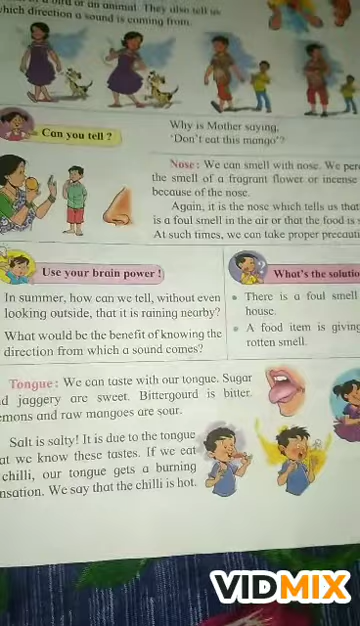 a bird or an animal. They also tell us
which direction a sound is coming from.
Can you tell ?
Why is Mother saying,
'Don't eat this mango'?
Nose : We can smell with nose. We
the smell of a fragrant flower or incense
because of the nose.
Again, it is the nose which tells us that
is a foul smell in the air or that the food is
At such times, we can take proper
Use your brain power !
In summer, how can we tell, without even
looking outside, that it is raining nearby?
What would be the benefit of knowing the
direction from which a sound comes?
What's the
• There is a foul smell
house.
• A food item is giving
rotten smell.
Tongue : We can taste with our tongue. Sugar
jaggery are sweet. Bittergourd is bitter.
and raw mangoes are sour.
Salt is salty! It is due to the tongue
we know these tastes. If we eat
chilli, our tongue gets a burning
We say that the chilli is hot.
VIDMIX